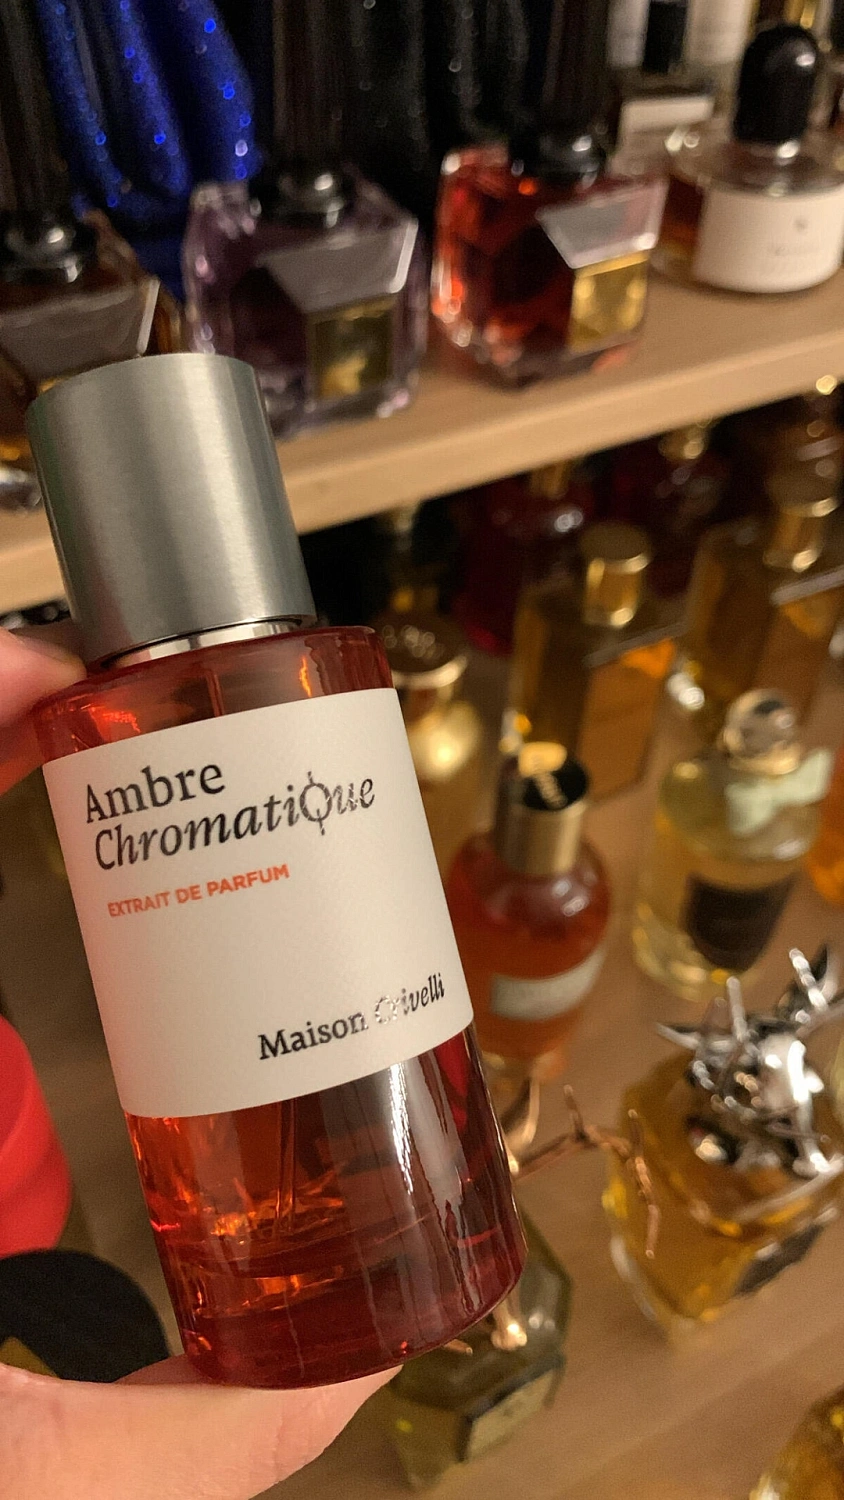 Ambre
ChromatiQue
EXTRAIT DE PARFUM
Maison Crivelli